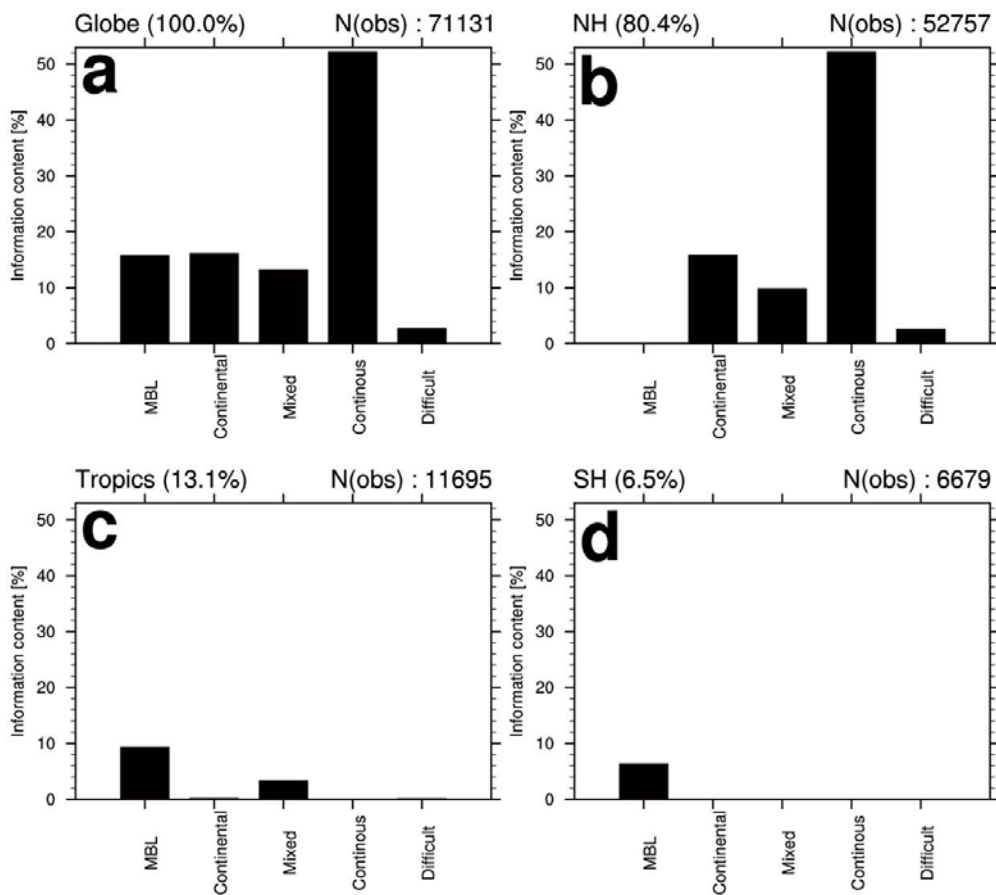 Globe (100.0%) N(obs) : 71131
a
Information content [%]
50
40
30
20
10
0
MBL
Continental
Mixed
Continous
Difficult
NH (80.4%) N(obs) : 52757
b
Information content [%]
50
40
30
20
10
0
MBL
Continental
Mixed
Continous
Difficult
Tropics (13.1%) N(obs) : 11695
c
Information content [%]
50
40
30
20
10
0
MBL
Continental
Mixed
Continous
Difficult
SH (6.5%) N(obs) : 6679
d
Information content [%]
50
40
30
20
10
0
MBL
Continental
Mixed
Continous
Difficult